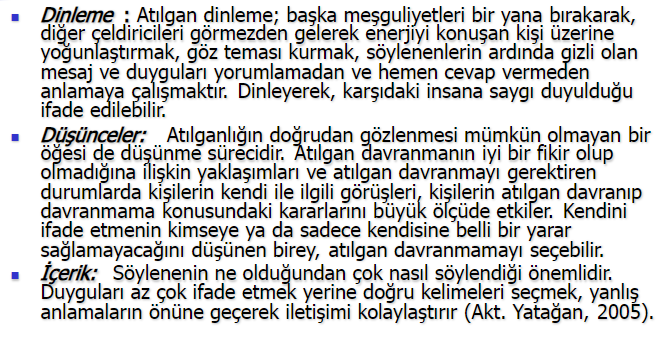 Dinleme : Atılgan dinleme; başka meşguliyetleri bir yana bırakarak,
diğer çeldiricileri görmezden gelerek enerjiyi konuşan kişi üzerine
yoğunlaştırmak, göz teması kurmak, söylenenlerin ardında gizli olan
mesaj ve duyguları yorumlamadan ve hemen cevap vermeden
anlamaya çalışmaktır. Dinleyerek, karşıdaki insana saygı duyulduğu
ifade edilebilir.
Düşünceler: Atılganlığın doğrudan gözlenmesi mümkün olmayan bir
öğesi de düşünme sürecidir. Atılgan davranmanın iyi bir fikir olup
olmadığına ilişkin yaklaşımları ve atılgan davranmayı gerektiren
durumlarda kişilerin kendi ile ilgili görüşleri, kişilerin atılgan davranıp
davranmama konusundaki kararlarını büyük ölçüde etkiler. Kendini
ifade etmenin kimseye ya da sadece kendisine belli bir yarar
sağlamayacağını düşünen birey, atılgan davranmamayı seçebilir.
İçerik: Söylenenin ne olduğundan çok nasıl söylendiği önemlidir.
Duyguları az çok ifade etmek yerine doğru kelimeleri seçmek, yanlış
anlamaların önüne geçerek iletişimi kolaylaştırır (Akt. Yatağan, 2005).